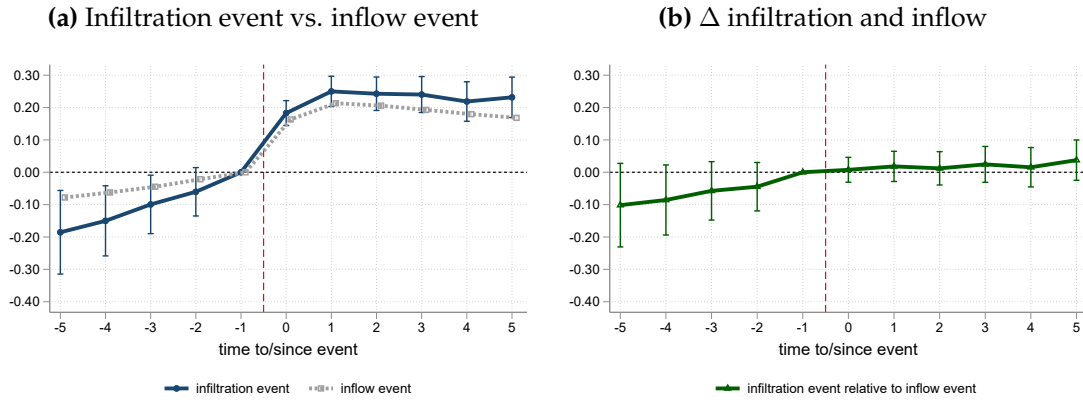 (a) Infiltration event vs. inflow event
0.30
0.20
0.10
0.00
-0.10
-0.20
-0.30
-0.40
-5 -4 -3 -2 -1 0 1 2 3 4 5
time to/since event
infiltration event inflow event
(b) Δ infiltration and inflow
0.30
0.20
0.10
0.00
-0.10
-0.20
-0.30
-0.40
-5 -4 -3 -2 -1 0 1 2 3 4 5
time to/since event
infiltration event relative to inflow event